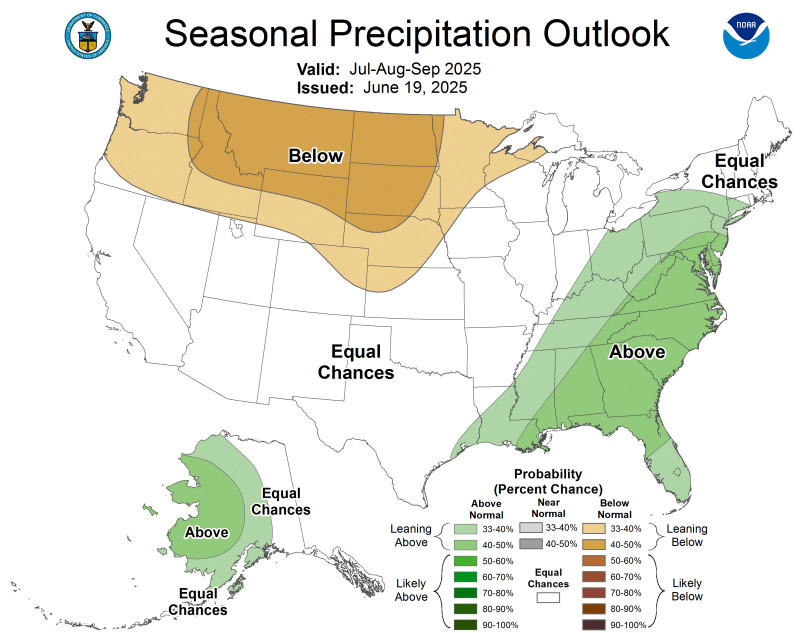 Seasonal Precipitation Outlook
NOAA
Valid: Jul-Aug-Sep 2025
Issued: June 19, 2025
Below
Equal
Chances
Equal
Chances
Above
Equal
Chances
Above
Equal
Chances
Probability
(Percent Chance)
Above
Normal
Near
Normal
Below
Normal
Leaning
Above
33-40%
33-40%
33-40%
Leaning
Below
40-50%
40-50%
40-50%
Likely
Above
50-60%
60-70%
70-80%
80-90%
90-100%
Equal
Chances
50-60%
60-70%
70-80%
80-90%
90-100%
Likely
Below